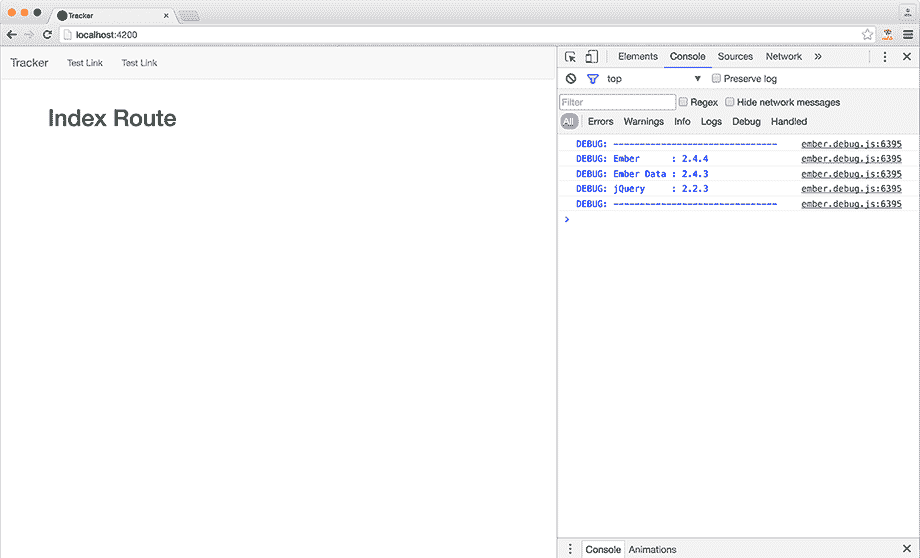 Tracker
localhost:4200
Tracker Test Link Test Link
Index Route
Elements Console Sources Network »
top ▼ Preserve log
Filter Regex Hide network messages
All Errors Warnings Info Logs Debug Handled
DEBUG: ------------------------------- ember.debug.js:6395
DEBUG: Ember : 2.4.4 ember.debug.js:6395
DEBUG: Ember Data : 2.4.3 ember.debug.js:6395
DEBUG: jQuery : 2.2.3 ember.debug.js:6395
DEBUG: ------------------------------- ember.debug.js:6395
>
Console Animations